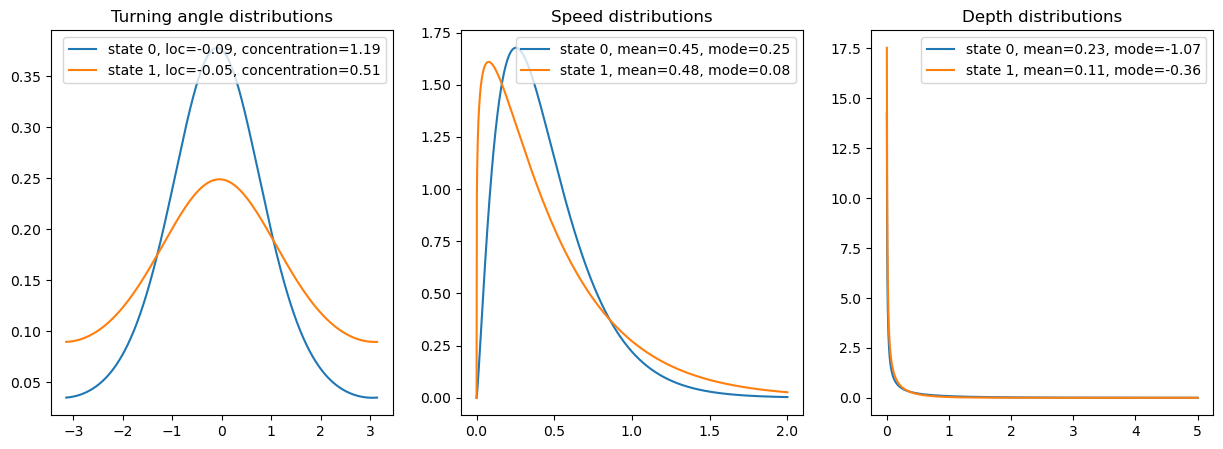 Turning angle distributions
state 0, loc=-0.09, concentration=1.19
state 1, loc=-0.05, concentration=0.51
0.35
0.30
0.25
0.20
0.15
0.10
0.05
−3 −2 −1 0 1 2 3
Speed distributions
state 0, mean=0.45, mode=0.25
state 1, mean=0.48, mode=0.08
1.75
1.50
1.25
1.00
0.75
0.50
0.25
0.00
0.0 0.5 1.0 1.5 2.0
Depth distributions
state 0, mean=0.23, mode=-1.07
state 1, mean=0.11, mode=-0.36
17.5
15.0
12.5
10.0
7.5
5.0
2.5
0.0
0 1 2 3 4 5